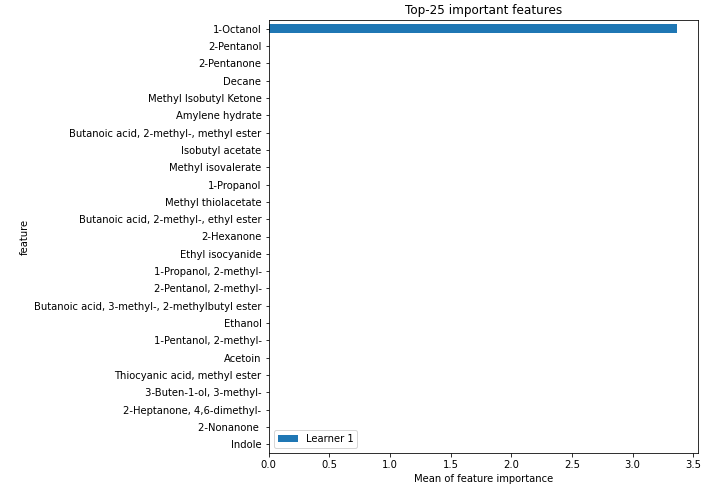 Top-25 important features
1-Octanol
2-Pentanol
2-Pentanone
Decane
Methyl Isobutyl Ketone
Amylene hydrate
Butanoic acid, 2-methyl-, methyl ester
Isobutyl acetate
Methyl isovalerate
1-Propanol
Methyl thiolacetate
Butanoic acid, 2-methyl-, ethyl ester
2-Hexanone
Ethyl isocyanide
1-Propanol, 2-methyl-
2-Pentanol, 2-methyl-
Butanoic acid, 3-methyl-, 2-methylbutyl ester
Ethanol
1-Pentanol, 2-methyl-
Acetoin
Thiocyanic acid, methyl ester
3-Buten-1-ol, 3-methyl-
2-Heptanone, 4,6-dimethyl-
2-Nonanone
Indole
feature
Learner 1
0.0 0.5 1.0 1.5 2.0 2.5 3.0 3.5
Mean of feature importance